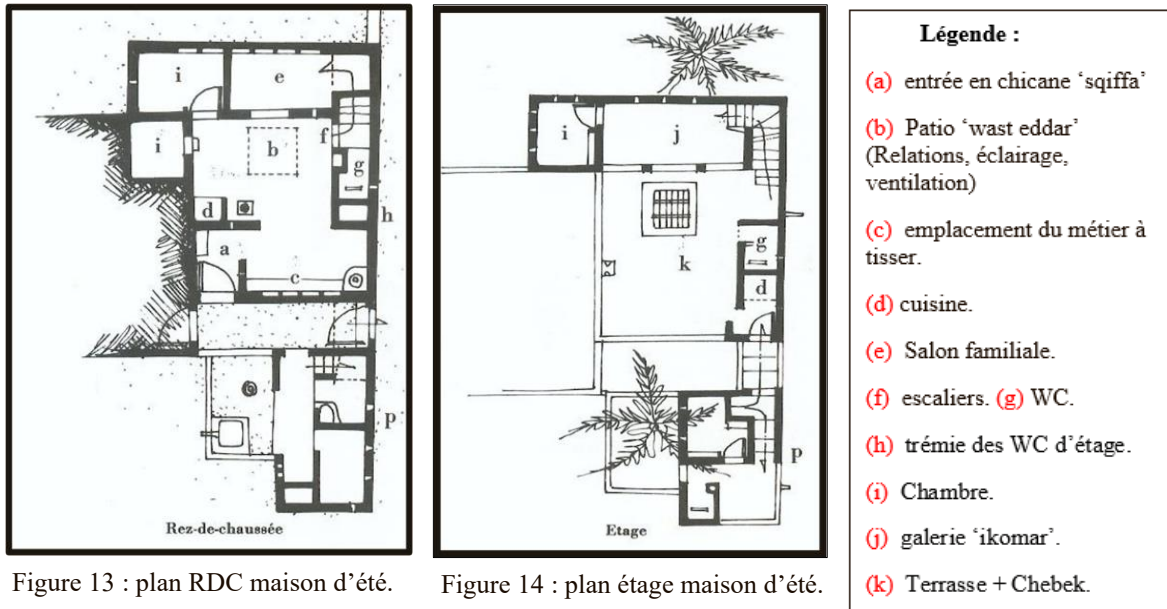 i
e
i
b
f
g
d
h
a
c
p
Rez-de-chaussée
Figure 13 : plan RDC maison d’été.
i
j
g
k
d
p
Etage
Figure 14 : plan étage maison d’été.
Légende :
(a) entrée en chicane ‘sqiffa’
(b) Patio ‘wast eddar’
(Relations, éclairage,
ventilation)
(c) emplacement du métier à
tisser.
(d) cuisine.
(e) Salon familiale.
(f) escaliers. (g) WC.
(h) trémie des WC d’étage.
(i) Chambre.
(j) galerie ‘ikomar’.
(k) Terrasse + Chebek.